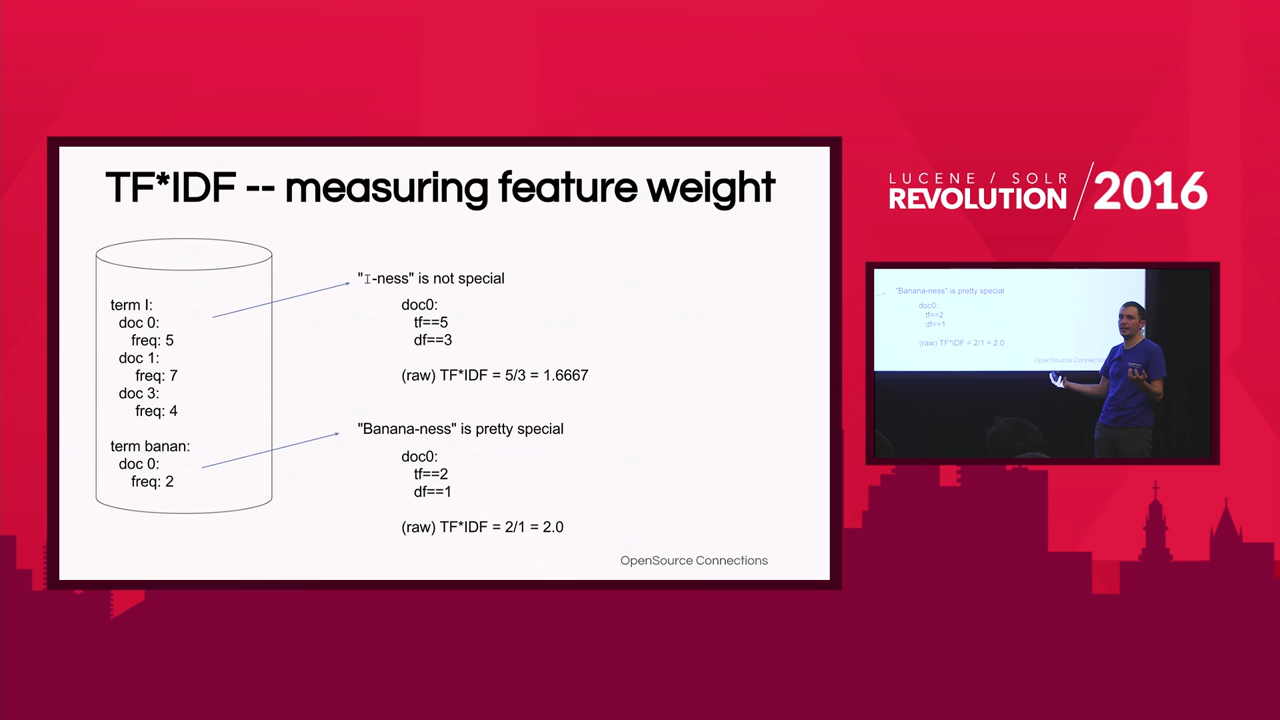 TF*IDF -- measuring feature weight
term I:
doc 0:
freq: 5
doc 1:
freq: 7
doc 3:
freq: 4
term banan:
doc 0:
freq: 2
"I-ness" is not special
doc0:
tf==5
df==3
(raw) TF*IDF = 5/3 = 1.6667
"Banana-ness" is pretty special
doc0:
tf==2
df==1
(raw) TF*IDF = 2/1 = 2.0
OpenSource Connections
LUCENE / SOLR
REVOLUTION / 2016
"Banana-ness" is pretty special
doc0:
tf==2
df==1
(raw) TF*IDF = 2/1 = 2.0
OpenSource